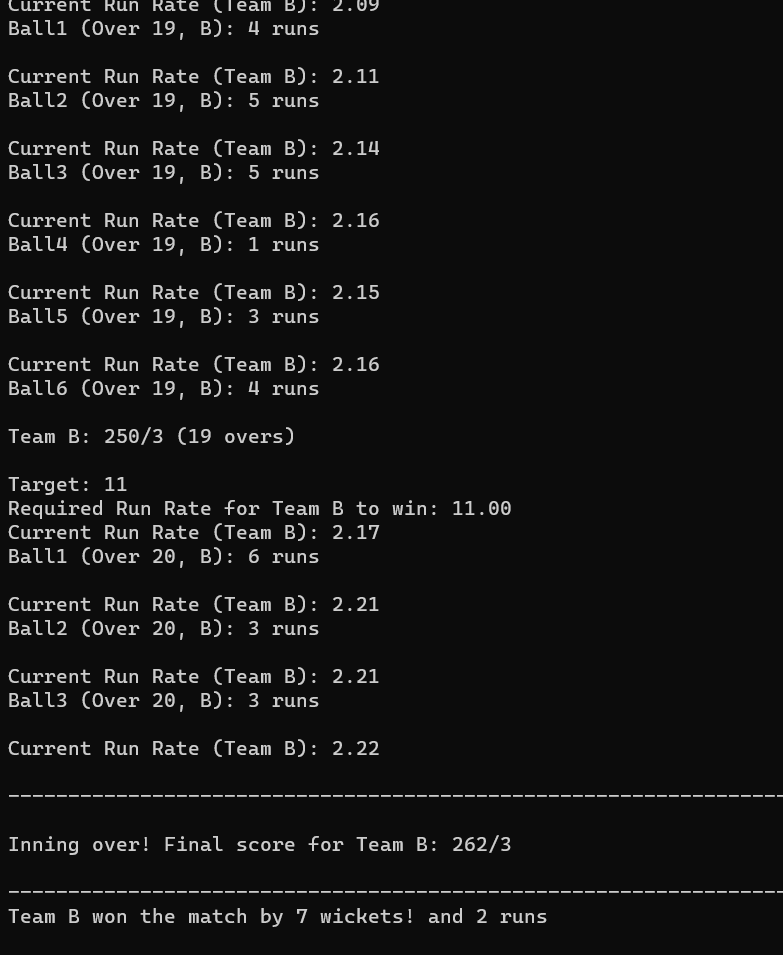 Current Run Rate (Team B): 2.09
Ball1 (Over 19, B): 4 runs
Current Run Rate (Team B): 2.11
Ball2 (Over 19, B): 5 runs
Current Run Rate (Team B): 2.14
Ball3 (Over 19, B): 5 runs
Current Run Rate (Team B): 2.16
Ball4 (Over 19, B): 1 runs
Current Run Rate (Team B): 2.15
Ball5 (Over 19, B): 3 runs
Current Run Rate (Team B): 2.16
Ball6 (Over 19, B): 4 runs
Team B: 250/3 (19 overs)
Target: 11
Required Run Rate for Team B to win: 11.00
Current Run Rate (Team B): 2.17
Ball1 (Over 20, B): 6 runs
Current Run Rate (Team B): 2.21
Ball2 (Over 20, B): 3 runs
Current Run Rate (Team B): 2.21
Ball3 (Over 20, B): 3 runs
Current Run Rate (Team B): 2.22
-----------------------------------------------------------------
Inning over! Final score for Team B: 262/3
-----------------------------------------------------------------
Team B won the match by 7 wickets! and 2 runs